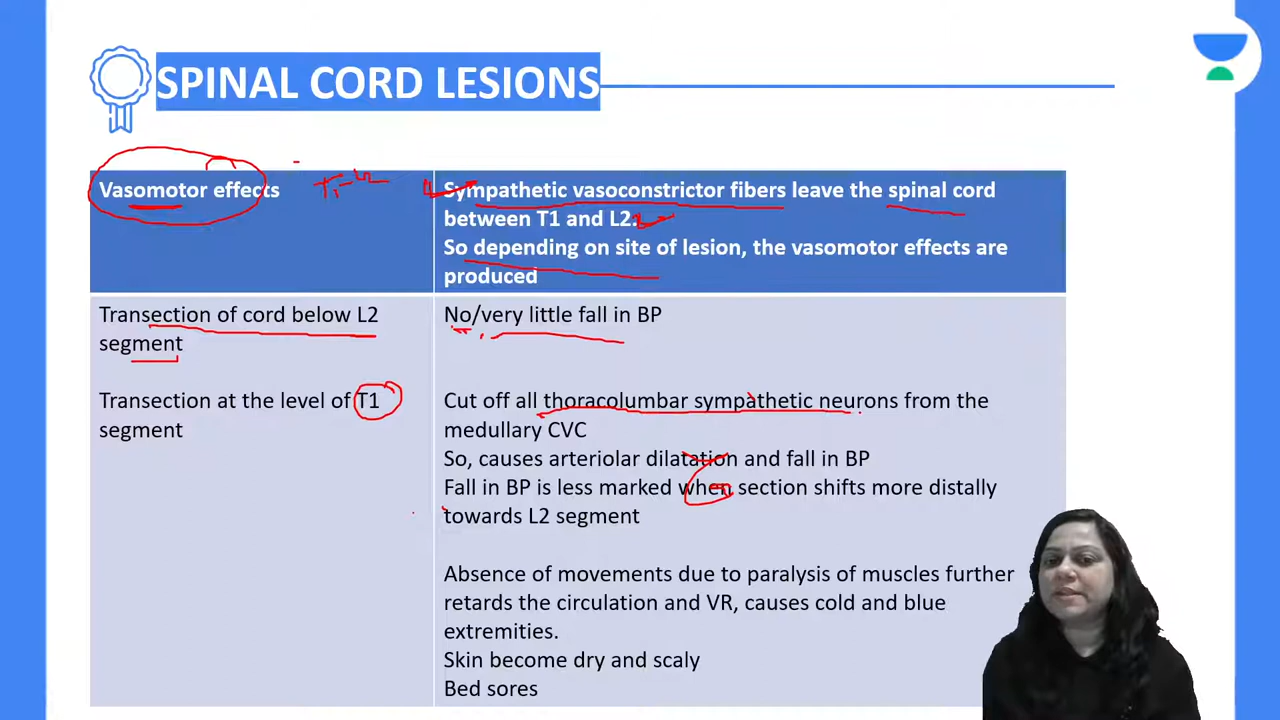 SPINAL CORD LESIONS
Vasomotor effects
T1-L2
Sympathetic vasoconstrictor fibers leave the spinal cord
between T1 and L2.
So depending on site of lesion, the vasomotor effects are
produced
Transection of cord below L2
segment
No/very little fall in BP
Transection at the level of T1
segment
Cut off all thoracolumbar sympathetic neurons from the
medullary CVC
So, causes arteriolar dilatation and fall in BP
Fall in BP is less marked when section shifts more distally
towards L2 segment
Absence of movements due to paralysis of muscles further
retards the circulation and VR, causes cold and blue
extremities.
Skin become dry and scaly
Bed sores